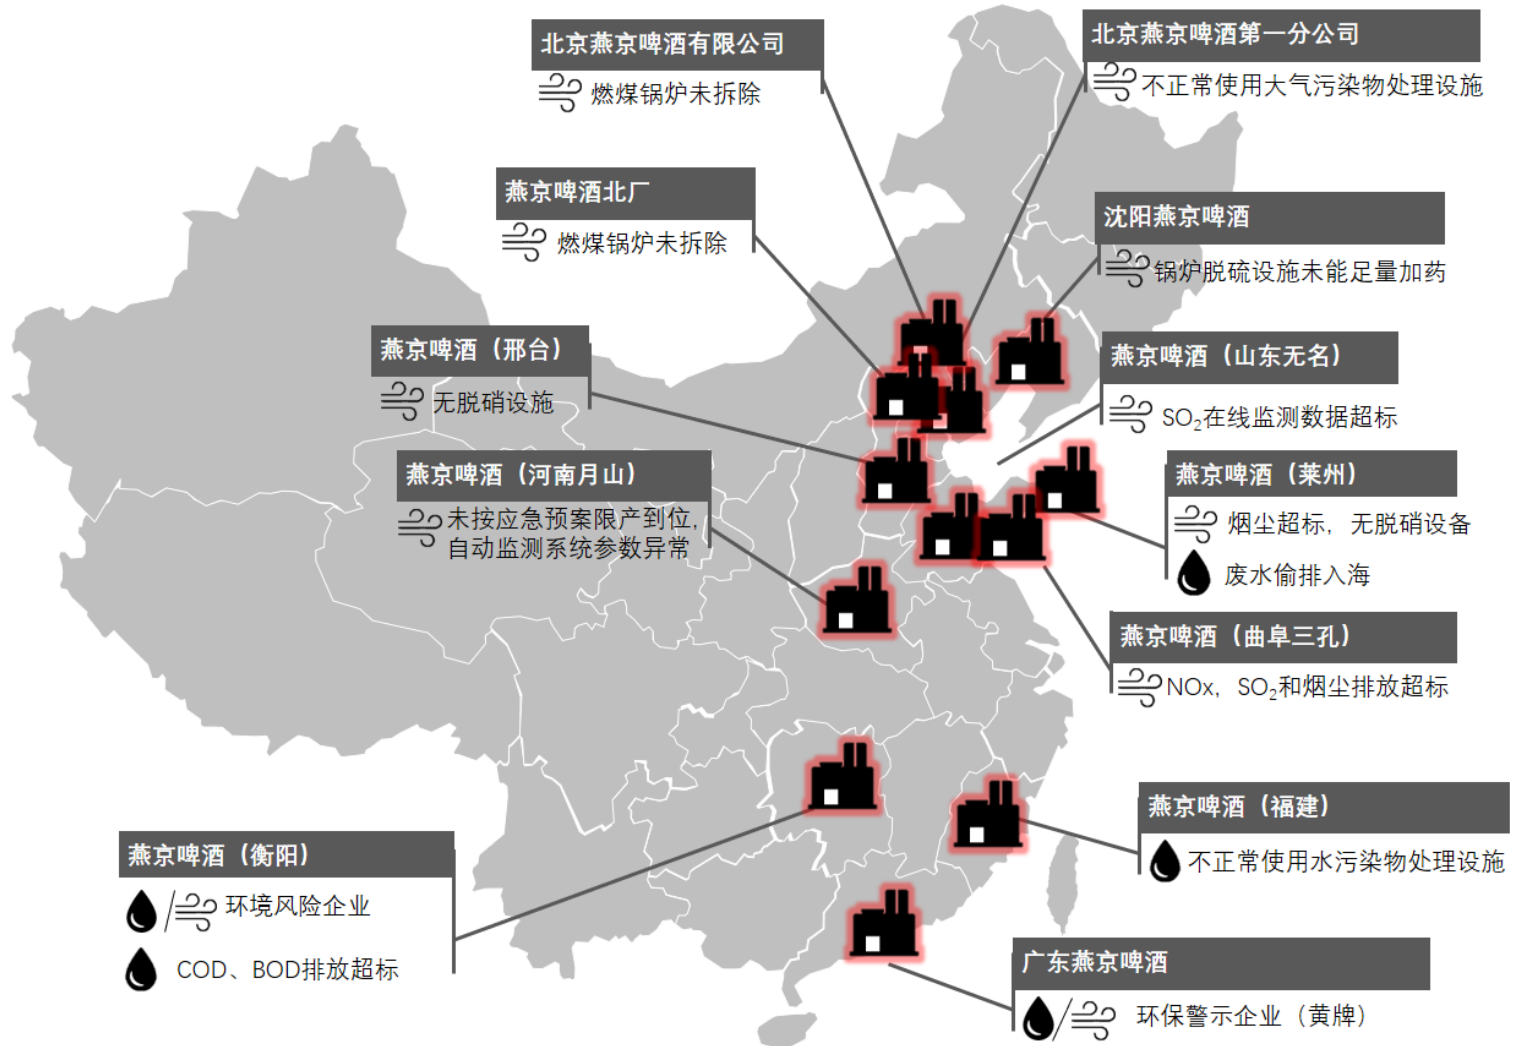 北京燕京啤酒有限公司
燃煤锅炉未拆除
北京燕京啤酒第一分公司
不正常使用大气污染物处理设施
燕京啤酒北厂
燃煤锅炉未拆除
沈阳燕京啤酒
锅炉脱硫设施未能足量加药
燕京啤酒（邢台）
无脱硝设施
燕京啤酒（山东无名）
SO₂在线监测数据超标
燕京啤酒（河南月山）
未按应急预案限产到位，
自动监测系统参数异常
燕京啤酒（莱州）
烟尘超标，无脱硝设备
废水偷排入海
燕京啤酒（曲阜三孔）
NOx，SO₂和烟尘排放超标
燕京啤酒（衡阳）
/
环境风险企业
COD、BOD排放超标
燕京啤酒（福建）
不正常使用水污染物处理设施
广东燕京啤酒
/
环保警示企业（黄牌）